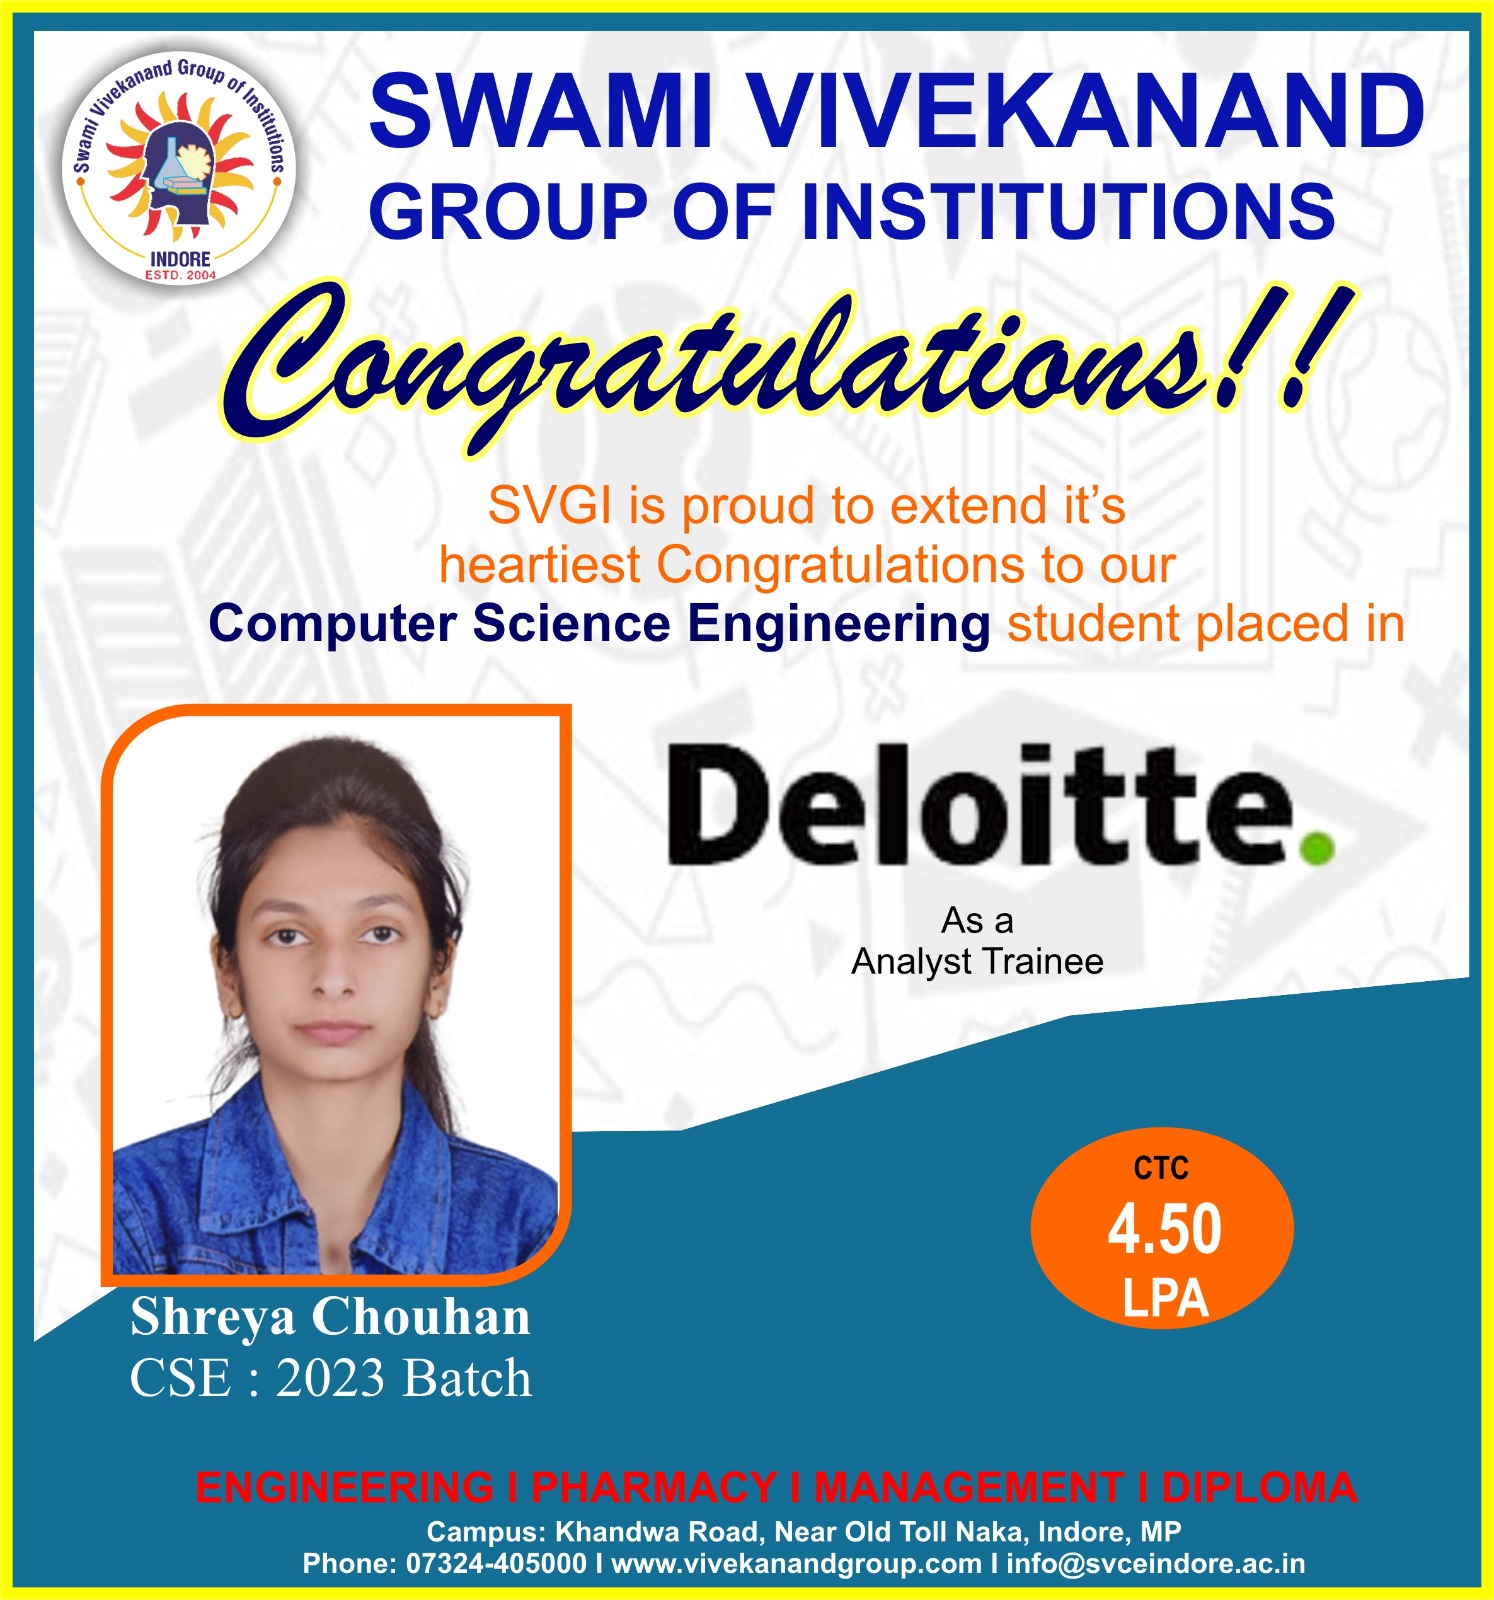 Swami Vivekanand Group of Institutions
INDORE
ESTD. 2004
SWAMI VIVEKANAND
GROUP OF INSTITUTIONS
Congratulations!!
SVGI is proud to extend it’s
heartiest Congratulations to our
Computer Science Engineering student placed in
Deloitte.
As a
Analyst Trainee
CTC
4.50
LPA
Shreya Chouhan
CSE : 2023 Batch
ENGINEERING I PHARMACY I MANAGEMENT I DIPLOMA
Campus: Khandwa Road, Near Old Toll Naka, Indore, MP
Phone: 07324-405000 I www.vivekanandgroup.com I info@svceindore.ac.in